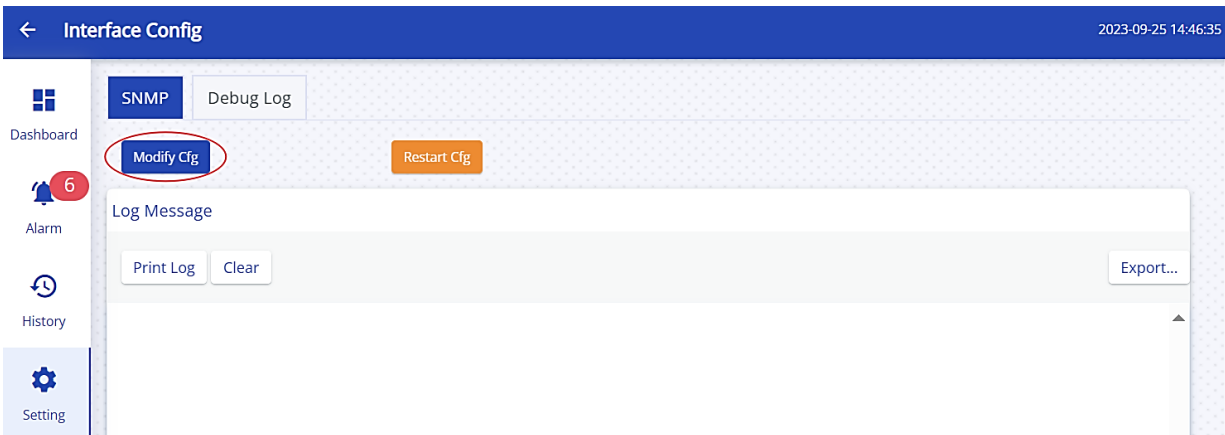 Interface Config
2023-09-25 14:46:35
SNMP
Debug Log
Dashboard
Modify Cfg
Restart Cfg
6
Alarm
Log Message
Print Log
Clear
Export...
History
Setting